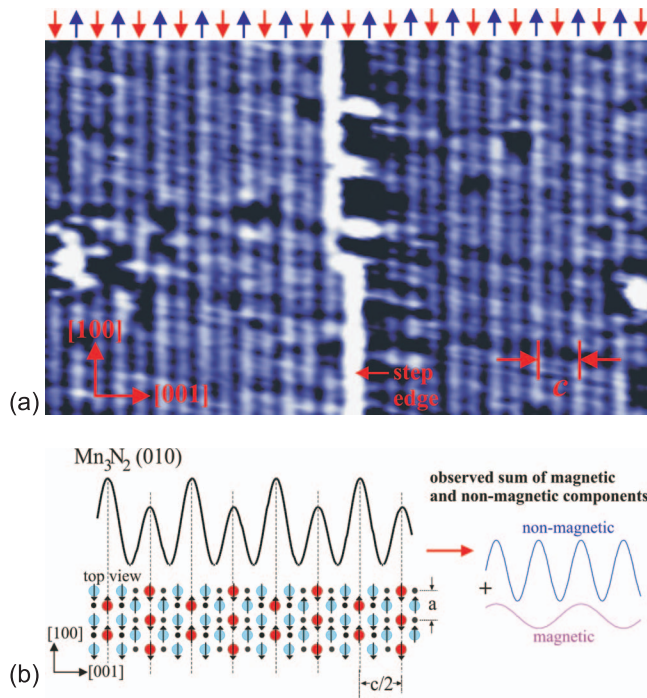 [100]
[001]
step
edge
c
(a)
Mn₃N₂ (010)
observed sum of magnetic
and non-magnetic components
non-magnetic
+
magnetic
top view
a
[100]
[001]
c/2
(b)